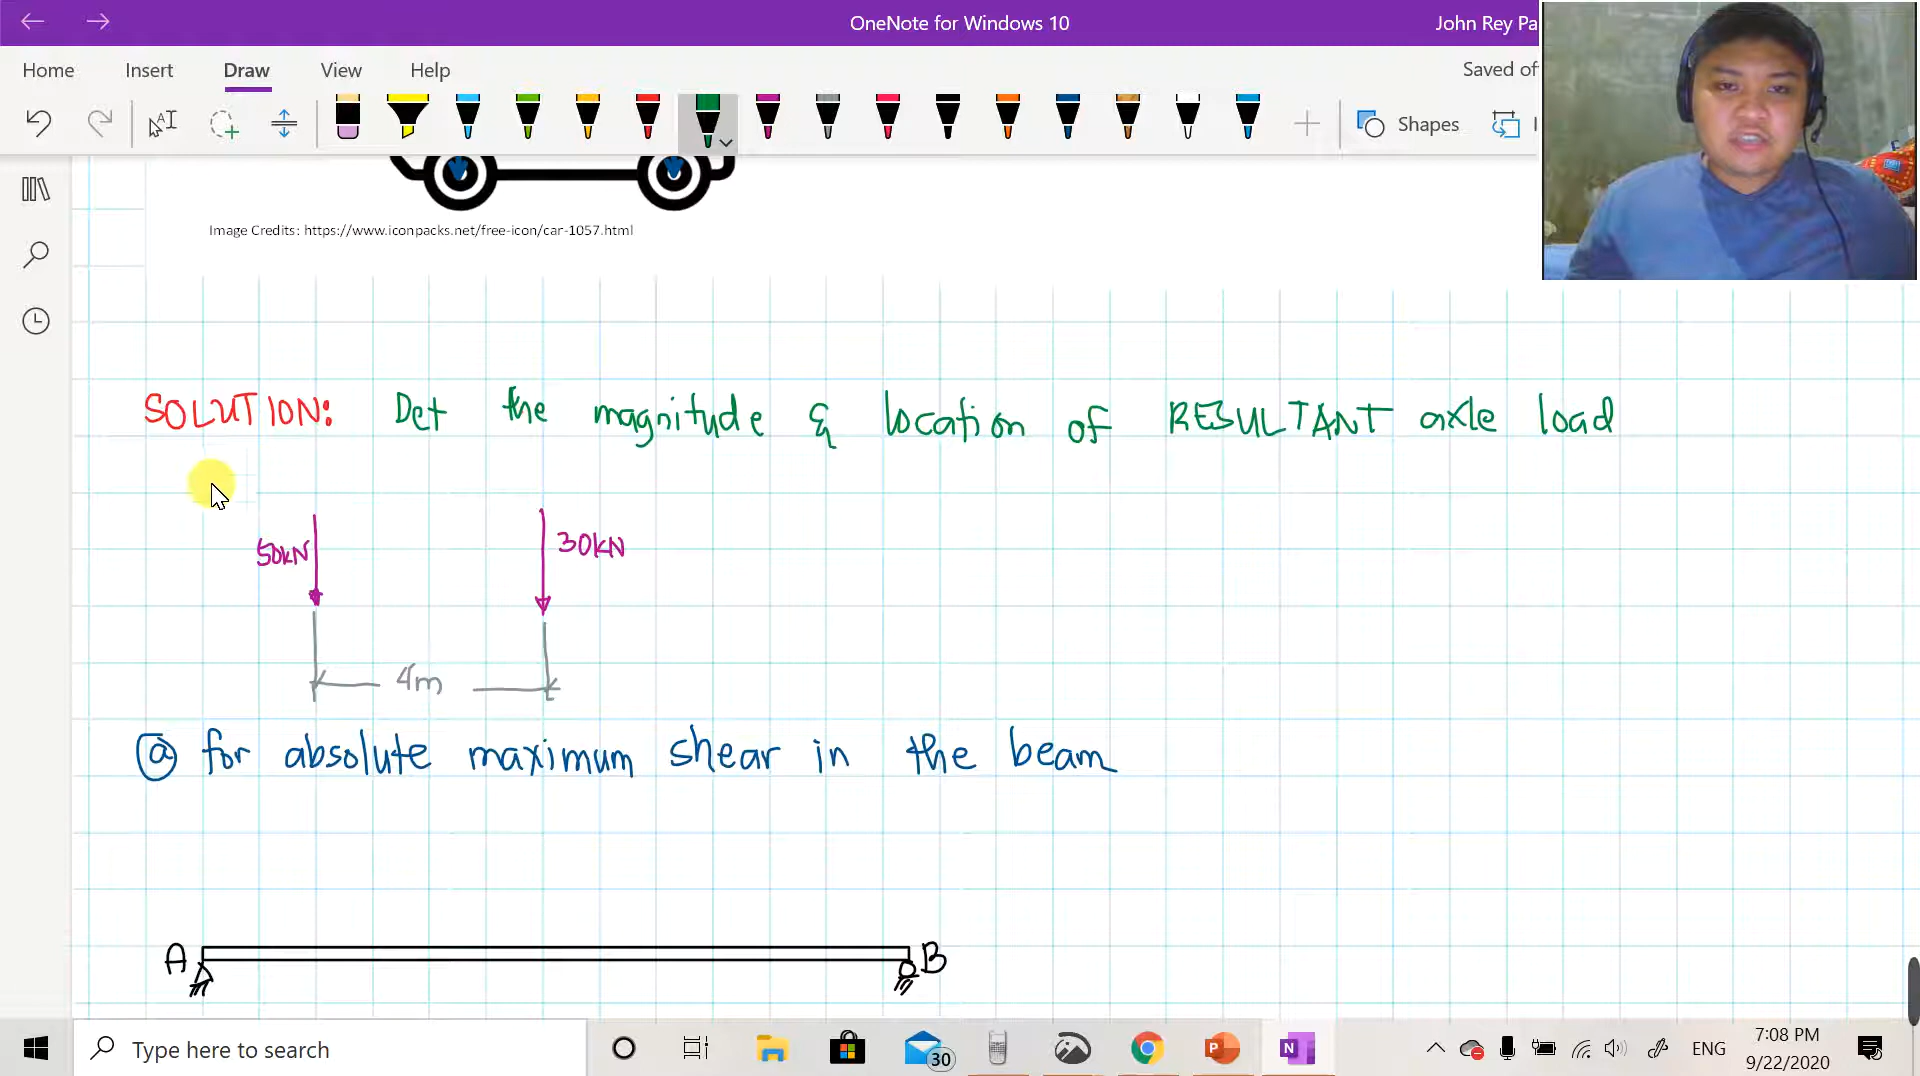 OneNote for Windows 10
John Rey Pa
Home Insert Draw View Help
Saved of
Shapes
Image Credits: https://www.iconpacks.net/free-icon/car-1057.html
SOLUTION: Det the magnitude & location of RESULTANT axle load
50kN
30kN
4m
ⓐ for absolute maximum shear in the beam
A B
Type here to search
30
ENG
7:08 PM
9/22/2020